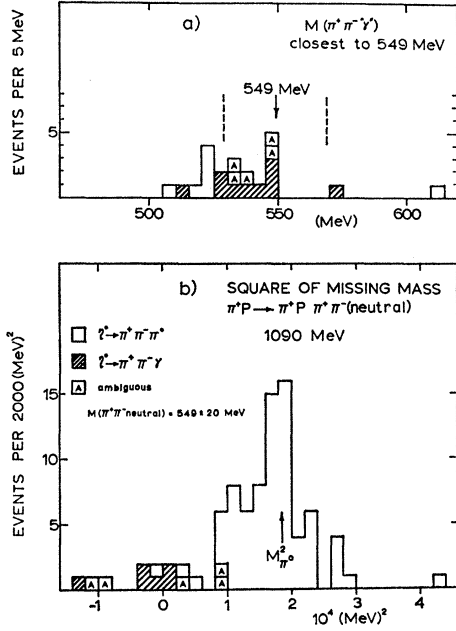 a)
M (π⁺ π⁻ "γ")
closest to 549 MeV
EVENTS PER 5 MeV
549 MeV
5
A
A
A
A
A
A
500
550
600
(MeV)
b)
SQUARE OF MISSING MASS
π⁺P → π⁺P π⁺π⁻(neutral)
1090 MeV
η° → π⁺ π⁻ π°
η° → π⁺ π⁻ γ
A ambiguous
M(π⁺π⁻neutral) = 549 ± 20 MeV
EVENTS PER 2000 (MeV)²
15
10
5
M²π°
A
A
A
A
A
-1
0
1
2
3
4
10⁴ (MeV)²